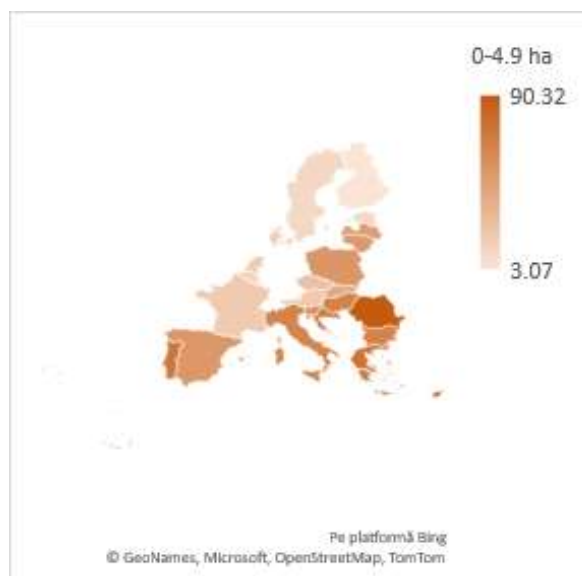 0-4.9 ha
90.32
3.07
Pe platformă Bing
© GeoNames, Microsoft, OpenStreetMap, TomTom